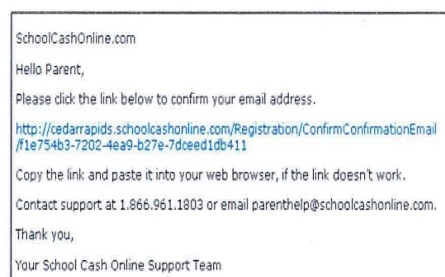 SchoolCashOnline.com
Hello Parent,
Please click the link below to confirm your email address.
http://cedarrapids.schoolcashonline.com/Registration/ConfirmConfirmationEmail
/f1e754b3-7202-4ea9-b27e-7dceed1db411
Copy the link and paste it into your web browser, if the link doesn't work.
Contact support at 1.866.961.1803 or email parenthelp@schoolcashonline.com.
Thank you,
Your School Cash Online Support Team